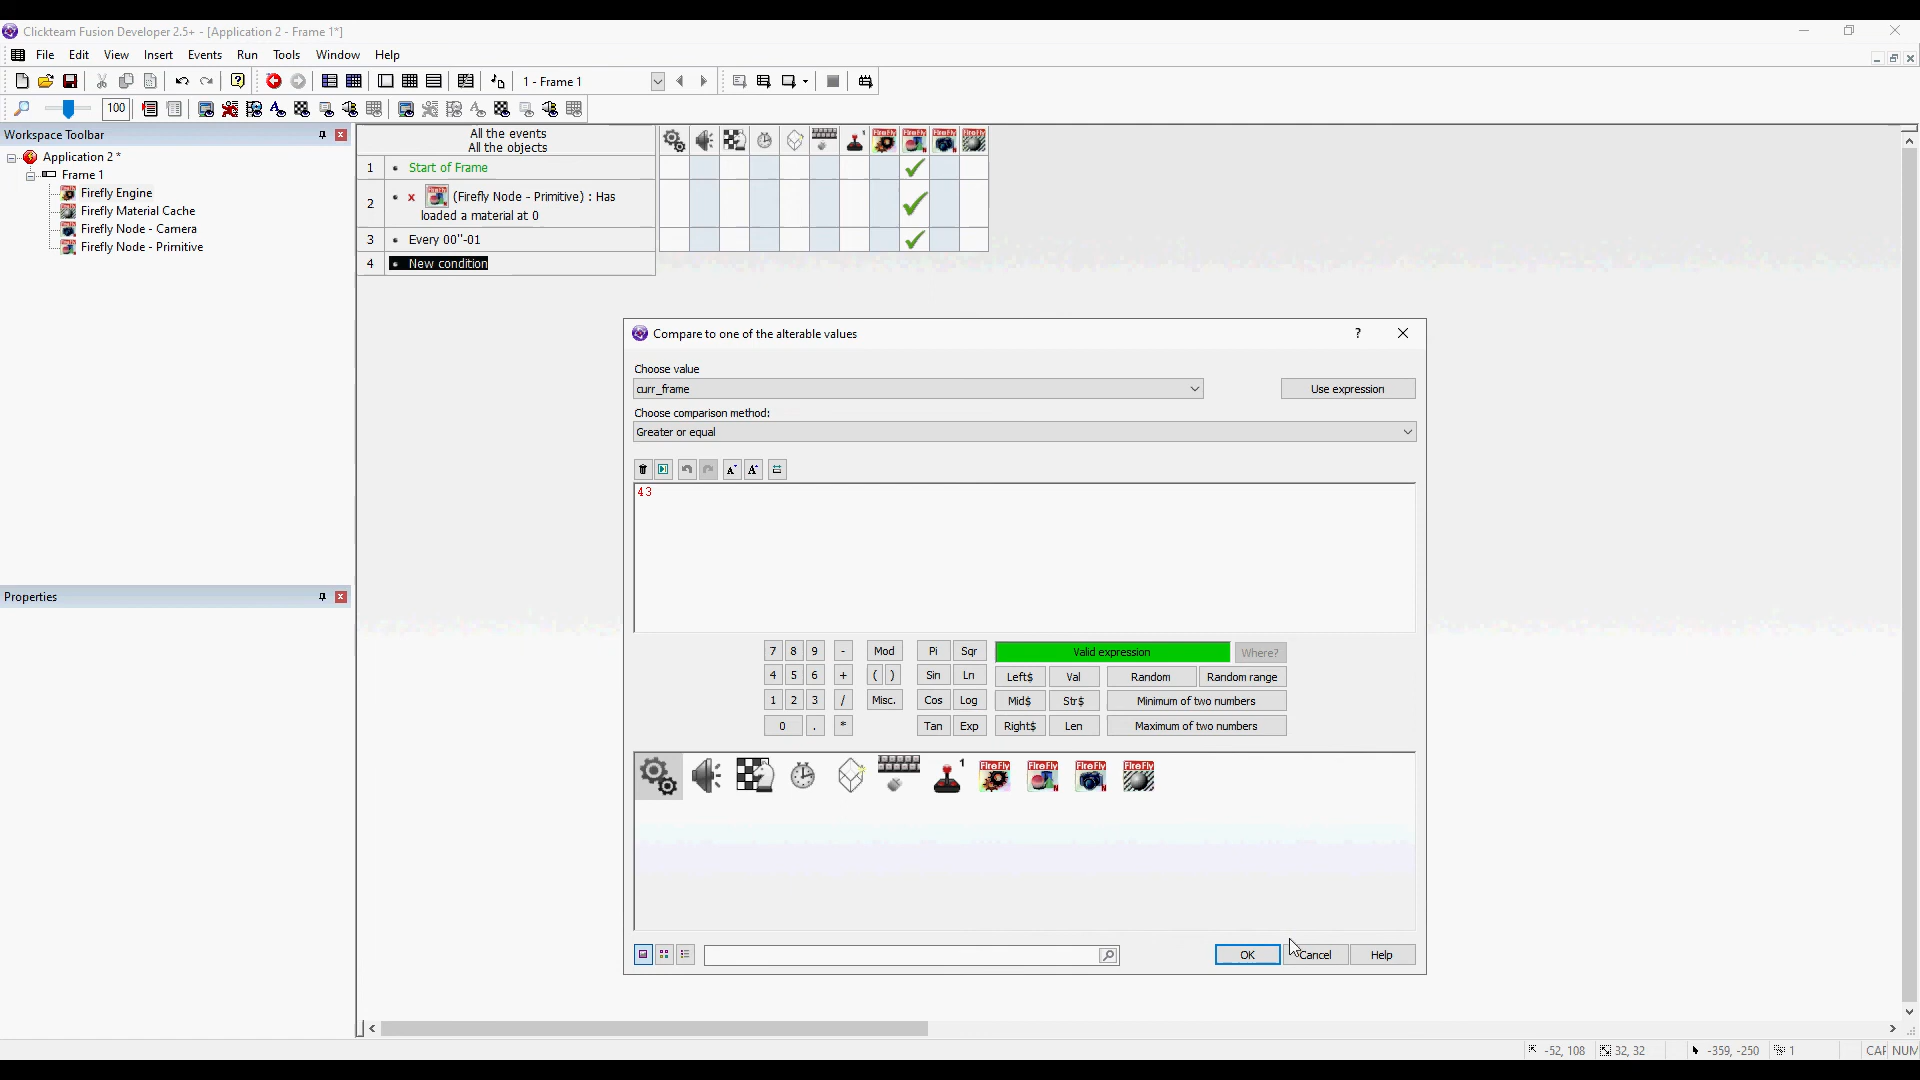 Clickteam Fusion Developer 2.5+ - [Application 2 - Frame 1*]
File Edit View Insert Events Run Tools Window Help
1 - Frame 1
100
Workspace Toolbar
Application 2 *
Frame 1
Firefly Engine
Firefly Material Cache
Firefly Node - Camera
Firefly Node - Primitive
Properties
All the events
All the objects
1 • Start of Frame
2 • X (Firefly Node - Primitive) : Has
loaded a material at 0
3 • Every 00"-01
4 • New condition
Compare to one of the alterable values
Choose value
curr_frame
Use expression
Choose comparison method:
Greater or equal
43
7 8 9 - Mod Pi Sqr Valid expression Where?
4 5 6 + ( ) Sin Ln Left$ Val Random Random range
1 2 3 / Misc. Cos Log Mid$ Str$ Minimum of two numbers
0 . * Tan Exp Right$ Len Maximum of two numbers
OK Cancel Help
-52, 108 32, 32 -359, -250 1 CAF NUM